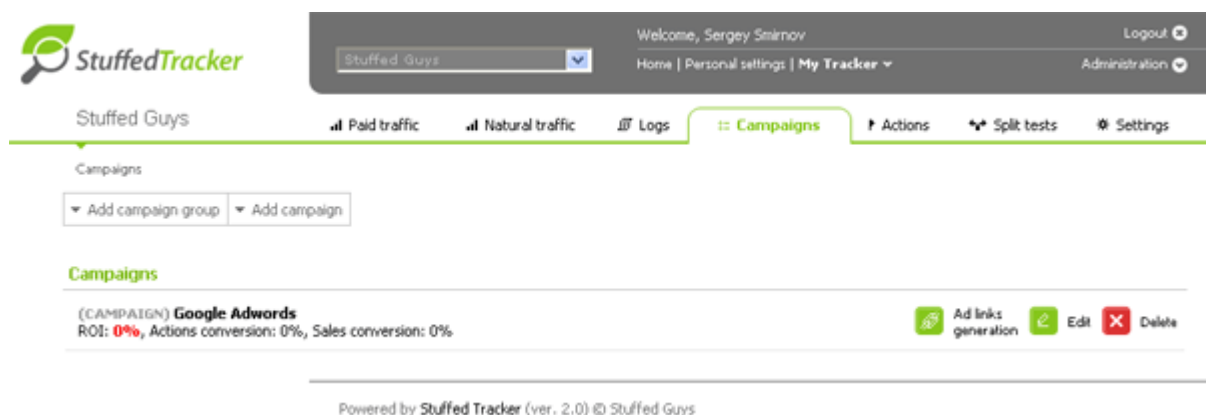 StuffedTracker
Stuffed Guys
Welcome, Sergey Smirnov
Logout
Home | Personal settings | My Tracker
Administration
Stuffed Guys
Paid traffic
Natural traffic
Logs
Campaigns
Actions
Split tests
Settings
Campaigns
Add campaign group
Add campaign
Campaigns
(CAMPAIGN) Google Adwords
ROI: 0%, Actions conversion: 0%, Sales conversion: 0%
Ad links
generation
Edit
Delete
Powered by Stuffed Tracker (ver. 2.0) © Stuffed Guys